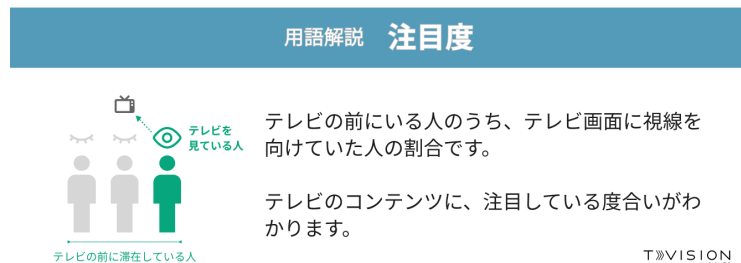 用語解説 注目度
テレビを
見ている人
テレビの前に滞在している人
テレビの前にいる人のうち、テレビ画面に視線を
向けていた人の割合です。
テレビのコンテンツに、注目している度合いがわ
かります。
TVISION